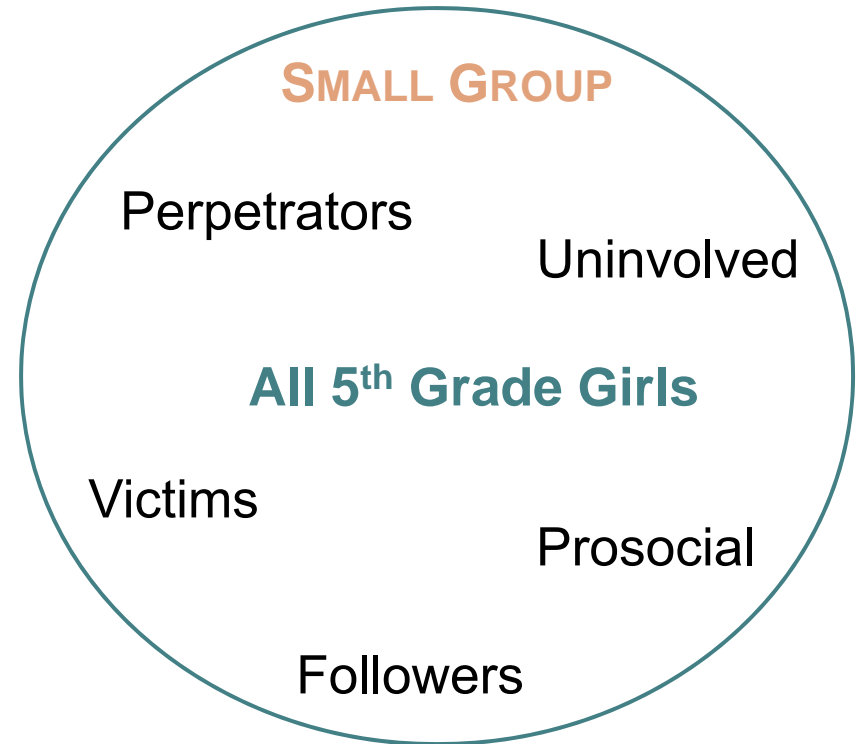 SMALL GROUP
Perpetrators
Uninvolved
All 5th Grade Girls
Victims
Prosocial
Followers